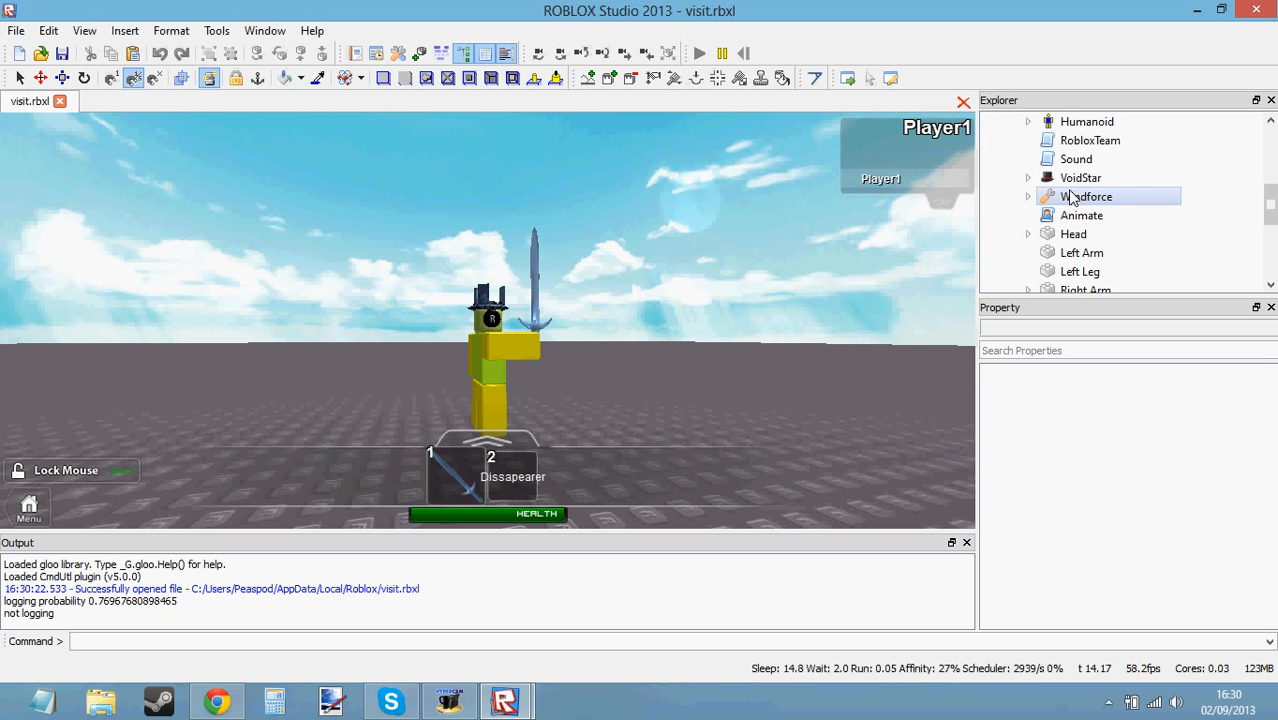 ROBLOX Studio 2013 - visit.rbxl
File Edit View Insert Format Tools Window Help
visit.rbxl
Explorer
Humanoid
RobloxTeam
Sound
VoidStar
Windforce
Animate
Head
Left Arm
Left Leg
Right Arm
Property
Search Properties
Player1
Player1
R
Lock Mouse
Menu
1
2
Dissapearer
HEALTH
Output
Loaded gloo library. Type _G.gloo.Help() for help.
Loaded CmdUtl plugin (v5.0.0)
16:30:22.533 - Successfully opened file - C:/Users/Peaspod/AppData/Local/Roblox/visit.rbxl
logging probability 0.76967680898465
not logging
Command >
Sleep: 14.8 Wait: 2.0 Run: 0.05 Affinity: 27% Scheduler: 2939/s 0% t 14.17 58.2fps Cores: 0.03 123MB
16:30
02/09/2013